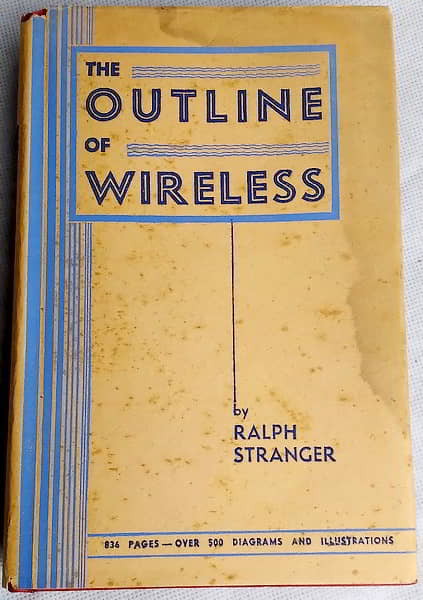 THE
OUTLINE
OF
WIRELESS
by
RALPH
STRANGER
836 PAGES — OVER 500 DIAGRAMS AND ILLUSTRATIONS